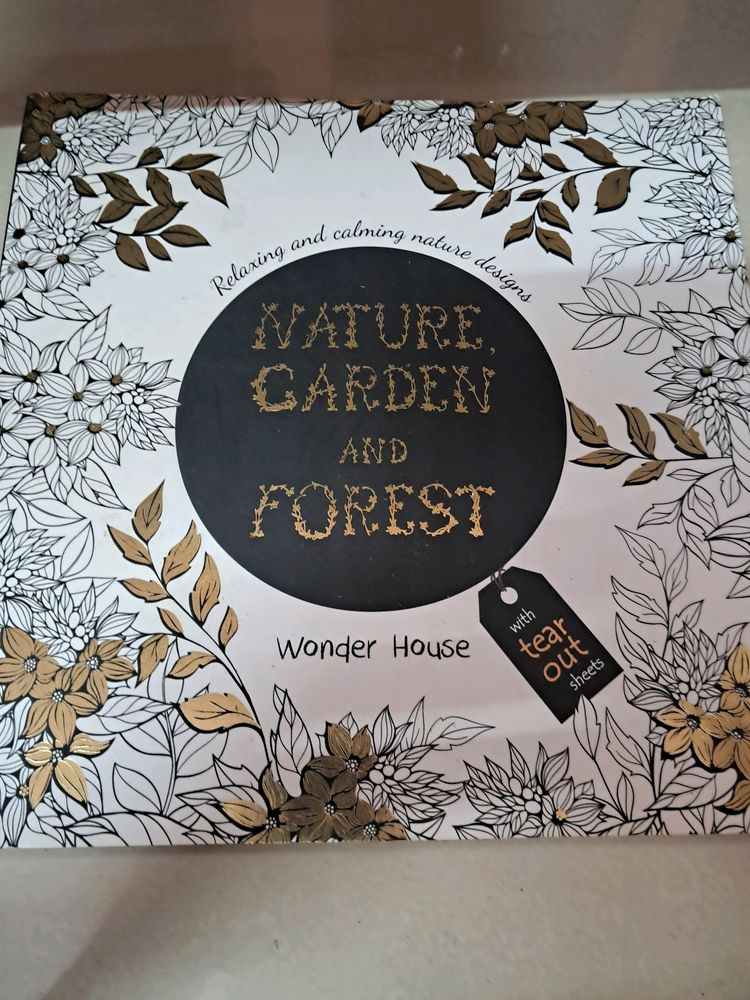 Relaxing and calming nature designs
NATURE,
GARDEN
AND
FOREST
Wonder House
with
tear
out
sheets